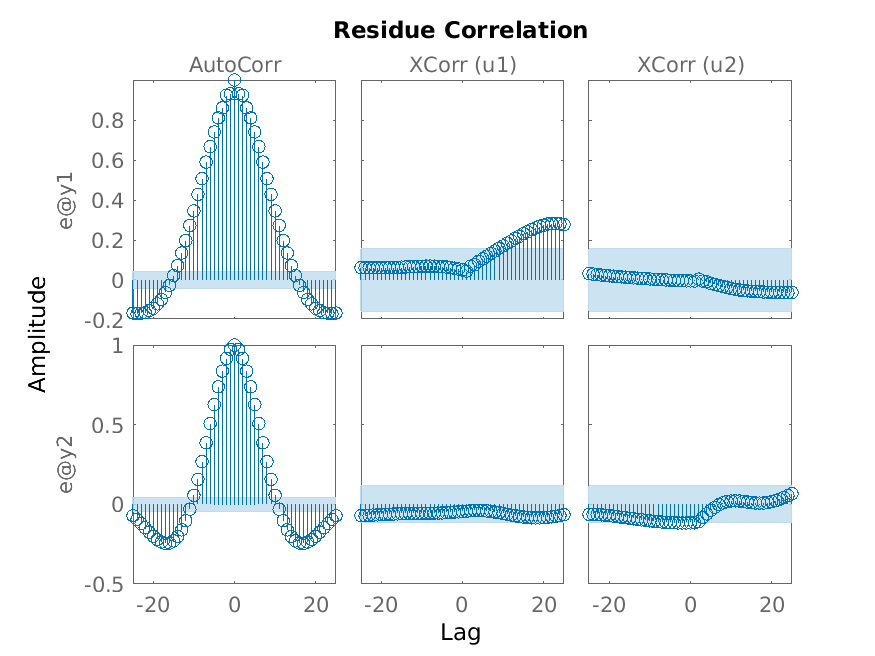 Residue Correlation
AutoCorr
XCorr (u1)
XCorr (u2)
Amplitude
e@y1
0.8
0.6
0.4
0.2
0
-0.2
e@y2
1
0.5
0
-0.5
-20 0 20
-20 0 20
-20 0 20
Lag